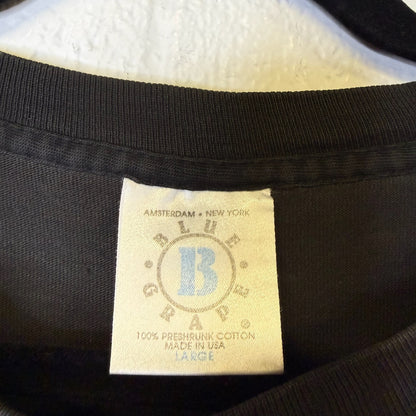 AMSTERDAM • NEW YORK
BLUE
B
GRAPE
®
100% PRESHRUNK COTTON
MADE IN USA
LARGE